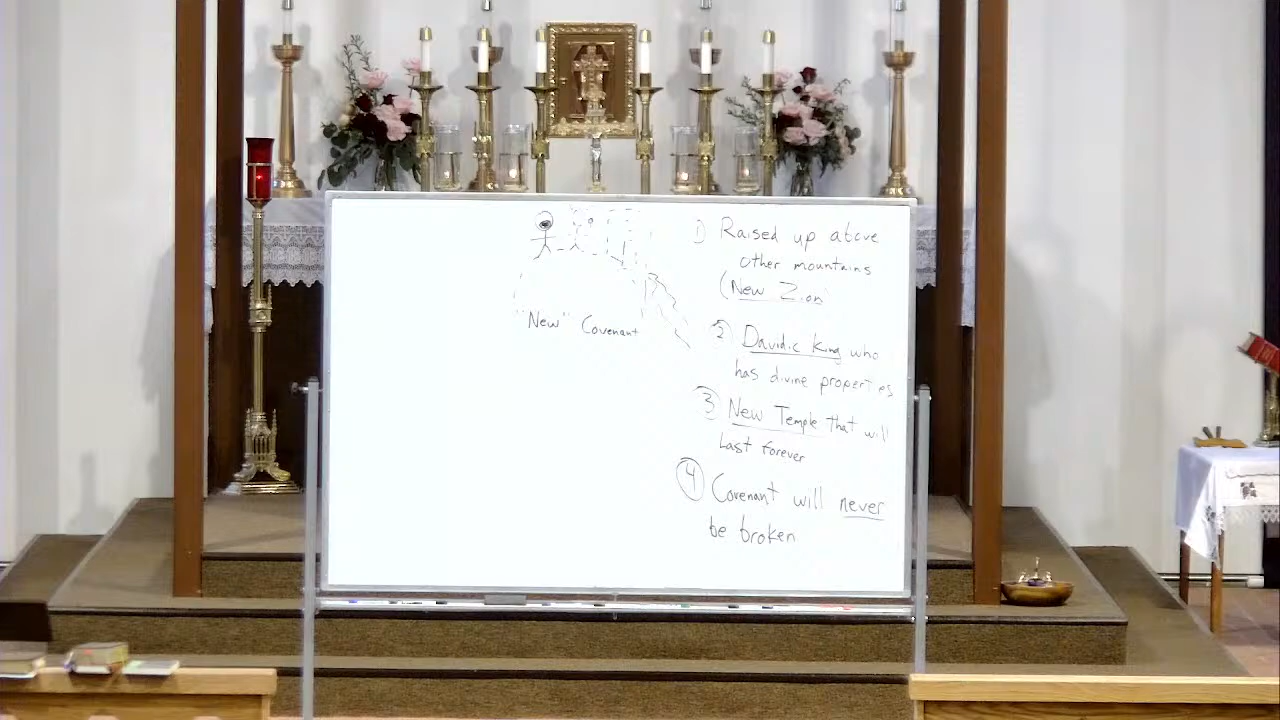 "New" Covenant
1) Raised up above
other mountains
(New Zion
2) Davidic King who
has divine properties
3) New Temple that will
Last forever
4) Covenant will never
be broken